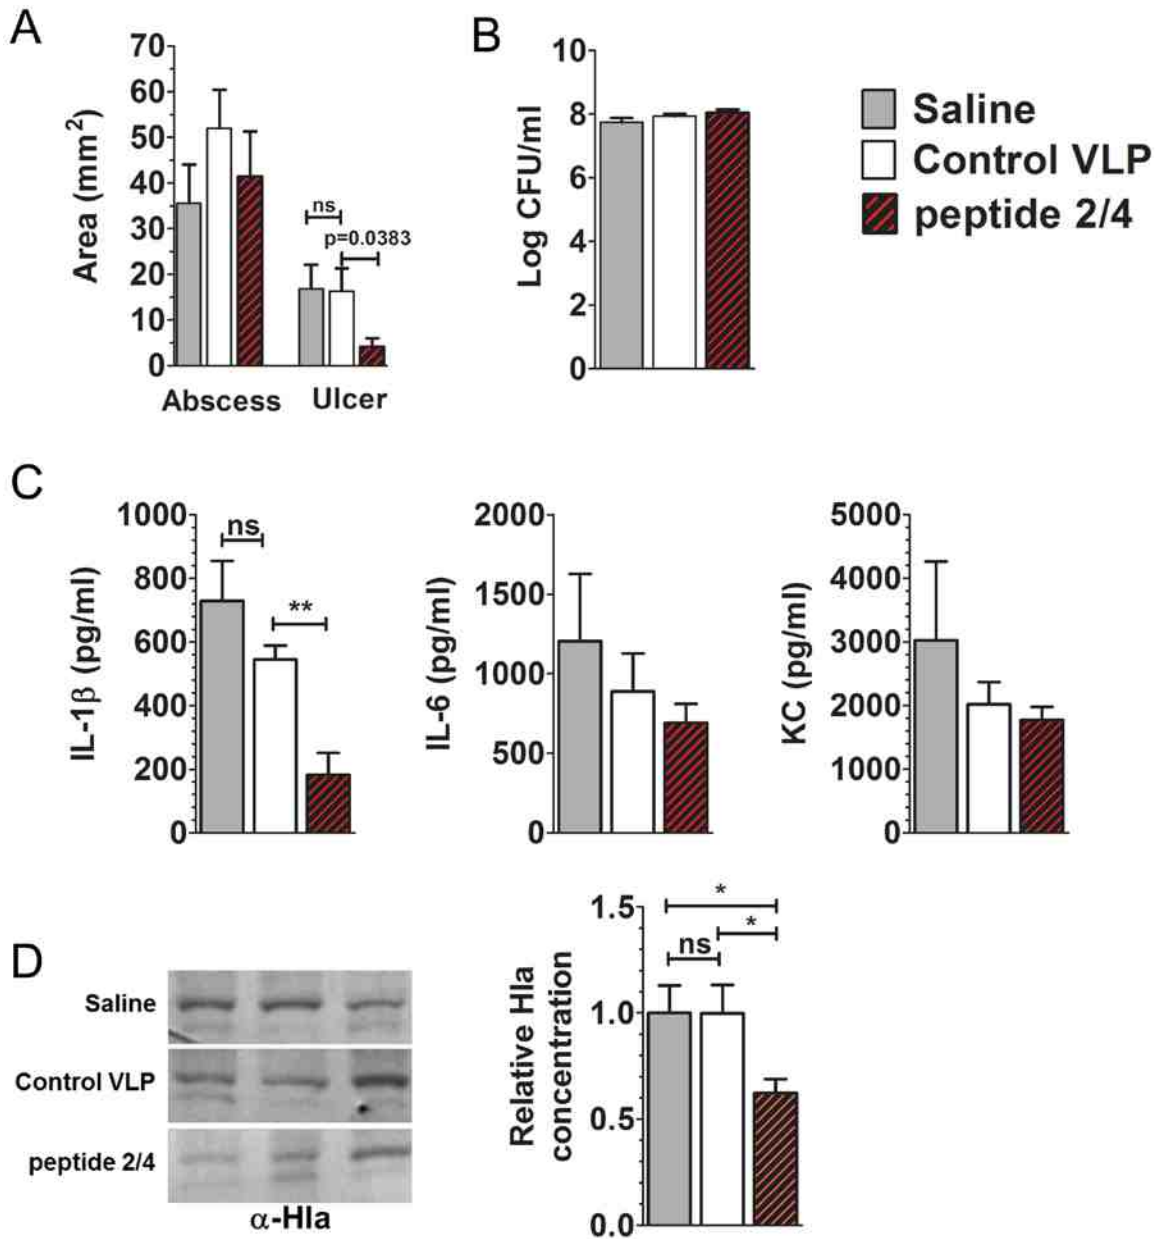 A
70
60
50
40
30
20
10
0
Area (mm²)
ns
p=0.0383
Abscess
Ulcer
B
10
8
6
4
2
0
Log CFU/ml
Saline
Control VLP
peptide 2/4
C
1000
800
600
400
200
0
IL-1β (pg/ml)
ns
**
2000
1500
1000
500
0
IL-6 (pg/ml)
5000
4000
3000
2000
1000
0
KC (pg/ml)
D
Saline
Control VLP
peptide 2/4
α-Hla
1.5
1.0
0.5
0.0
Relative Hla
concentration
*
*
ns